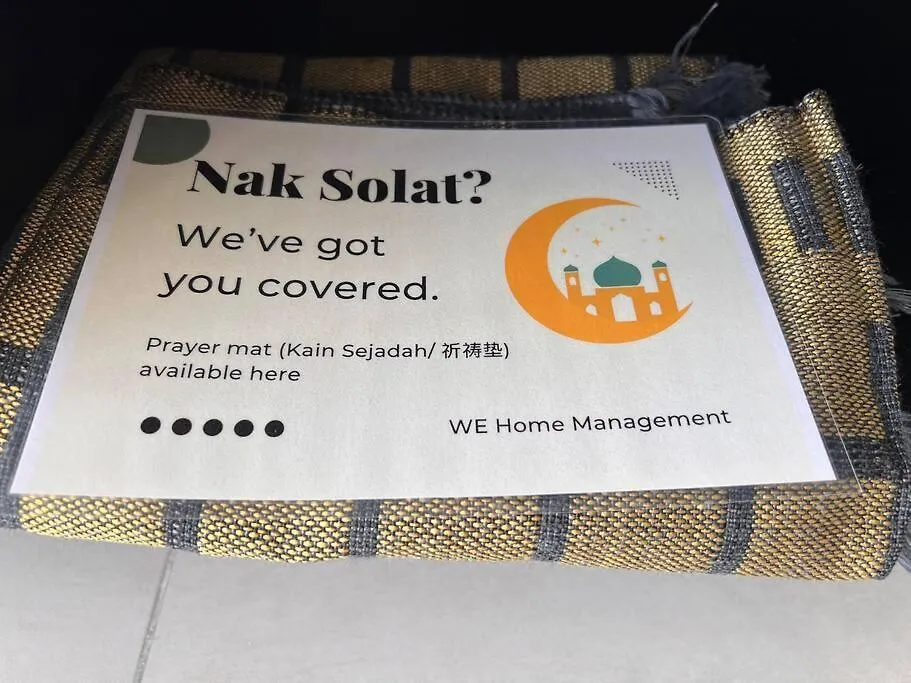 Nak Solat?
We've got
you covered.
Prayer mat (Kain Sejadah/ 祈祷垫)
available here
WE Home Management